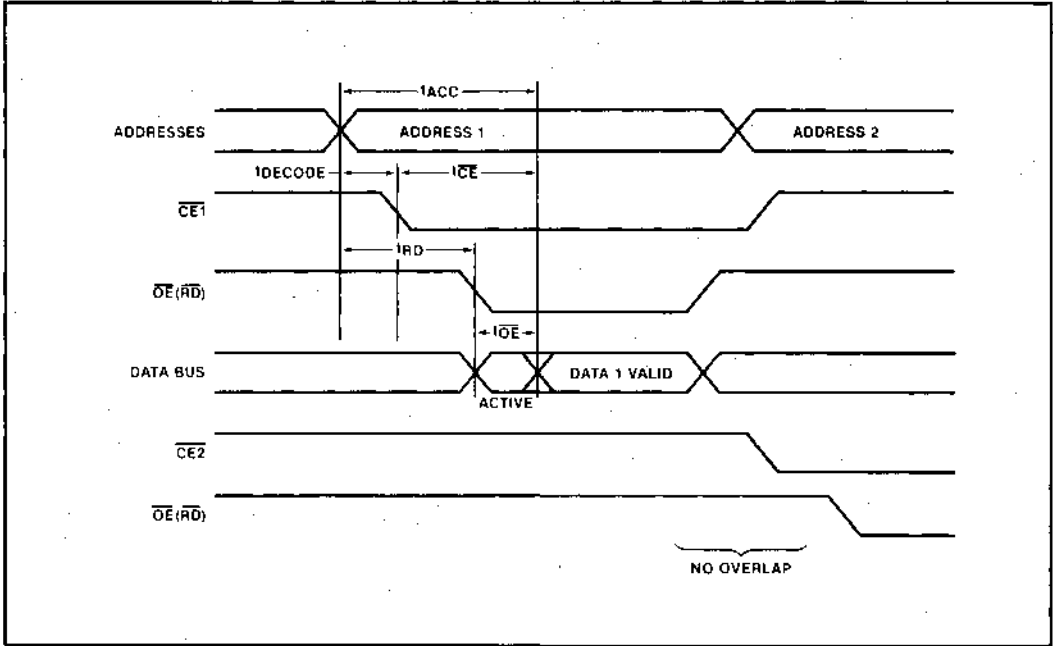 tACC
ADDRESSES
ADDRESS 1
ADDRESS 2
tDECODE
tCE
CE1
tRD
OE(RD)
tOE
DATA BUS
DATA 1 VALID
ACTIVE
CE2
OE(RD)
NO OVERLAP